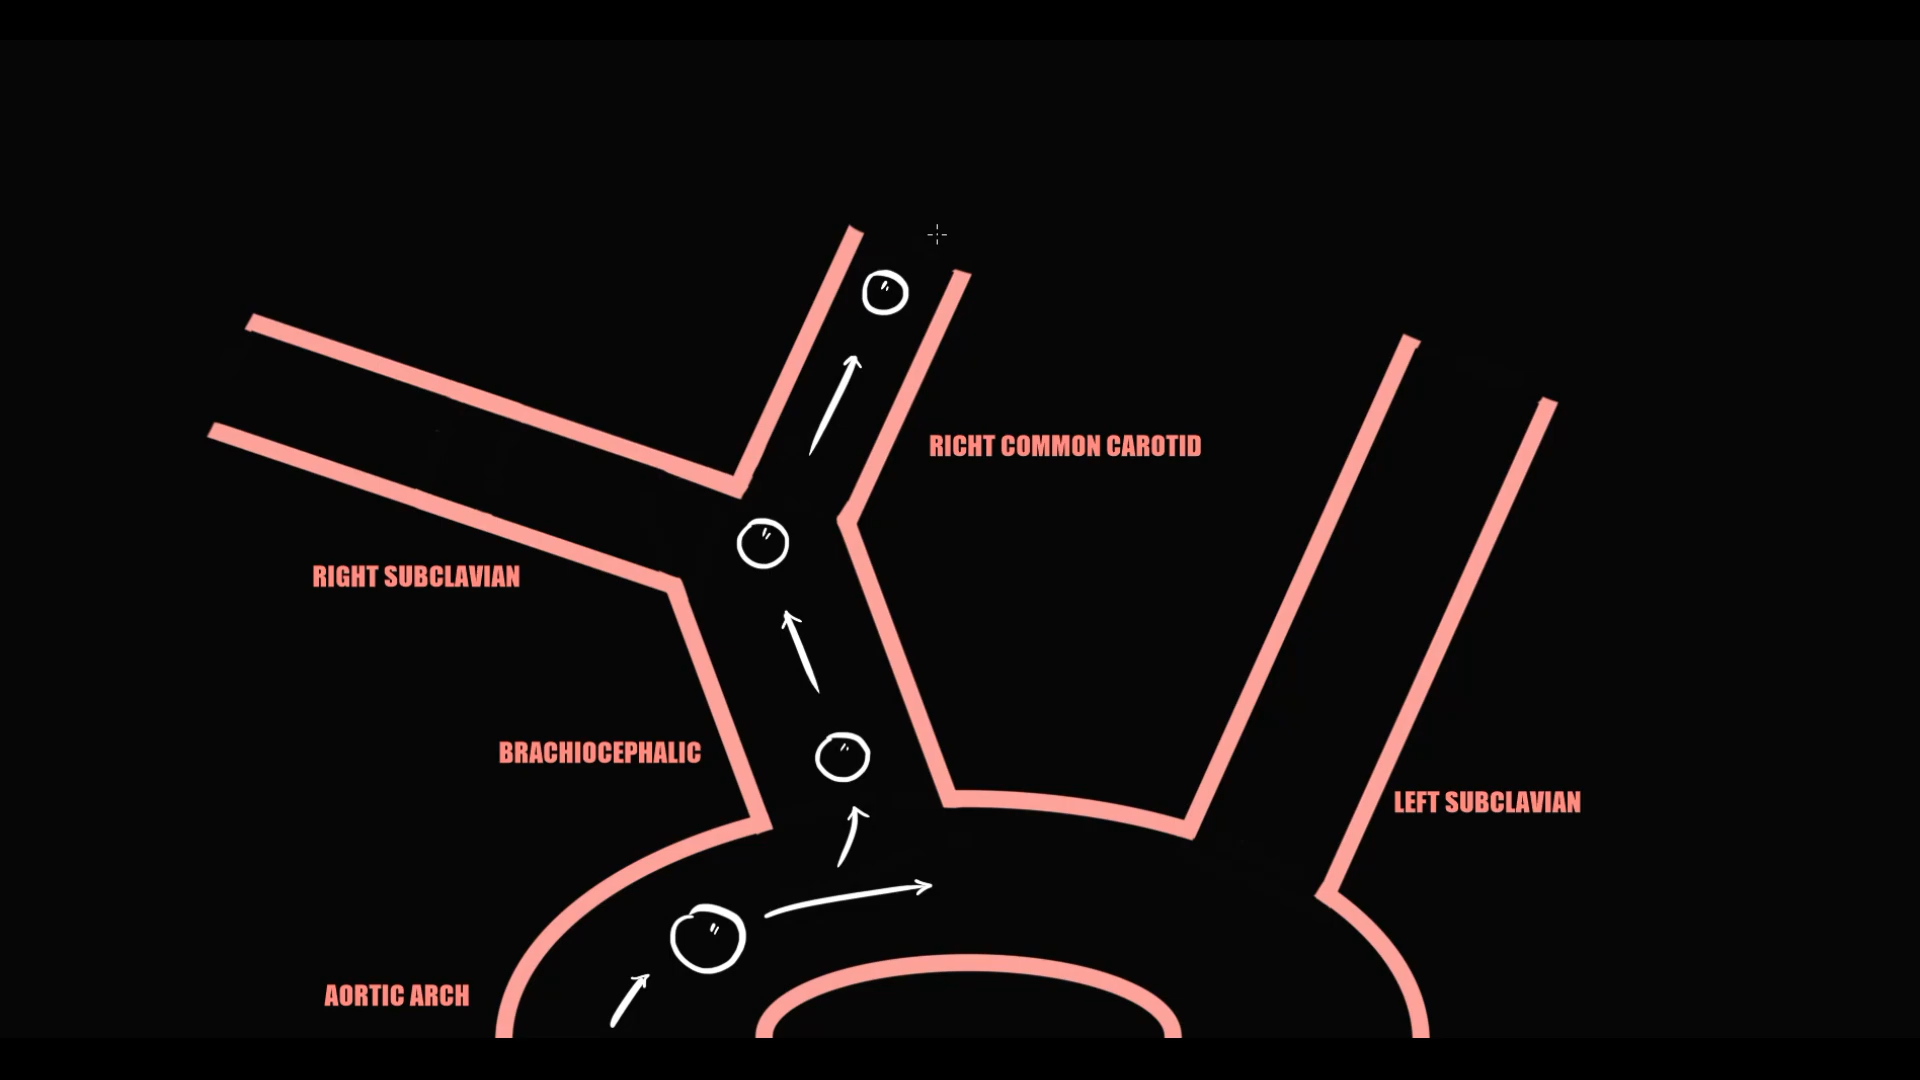 RICHT COMMON CAROTID
RIGHT SUBCLAVIAN
BRACHIOCEPHALIC
LEFT SUBCLAVIAN
AORTIC ARCH